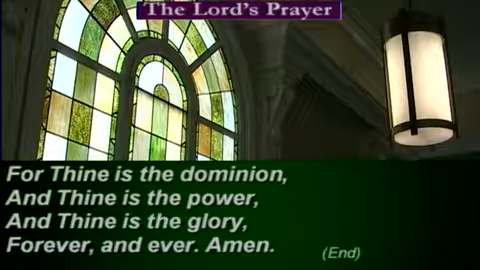 The Lord's Prayer
For Thine is the dominion,
And Thine is the power,
And Thine is the glory,
Forever, and ever. Amen.
(End)